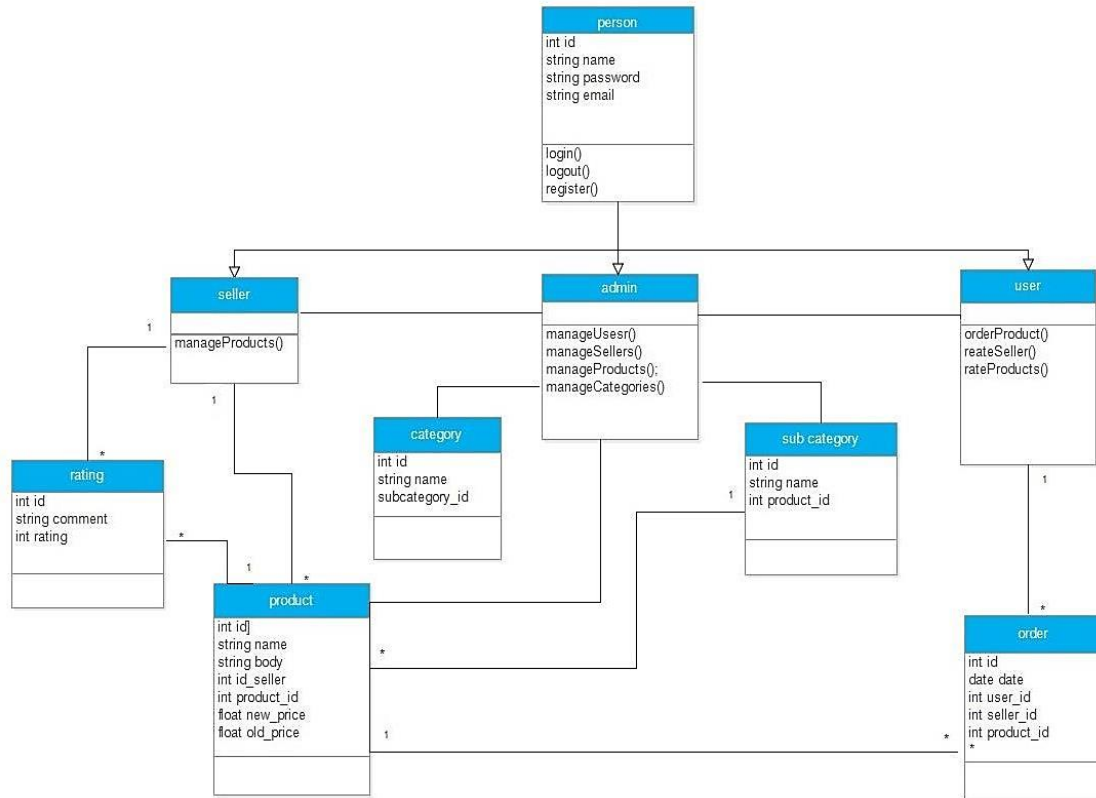 person
int id
string name
string password
string email
login()
logout()
register()
seller
manageProducts()
admin
manageUsesr()
manageSellers()
manageProducts();
manageCategories()
user
orderProduct()
reateSeller()
rateProducts()
1
1
category
int id
string name
subcategory_id
sub category
int id
string name
int product_id
1
1
*
rating
int id
string comment
int rating
*
1
*
product
int id]
string name
string body
int id_seller
int product_id
float new_price
float old_price
*
1
*
*
order
int id
date date
int user_id
int seller_id
int product_id
*